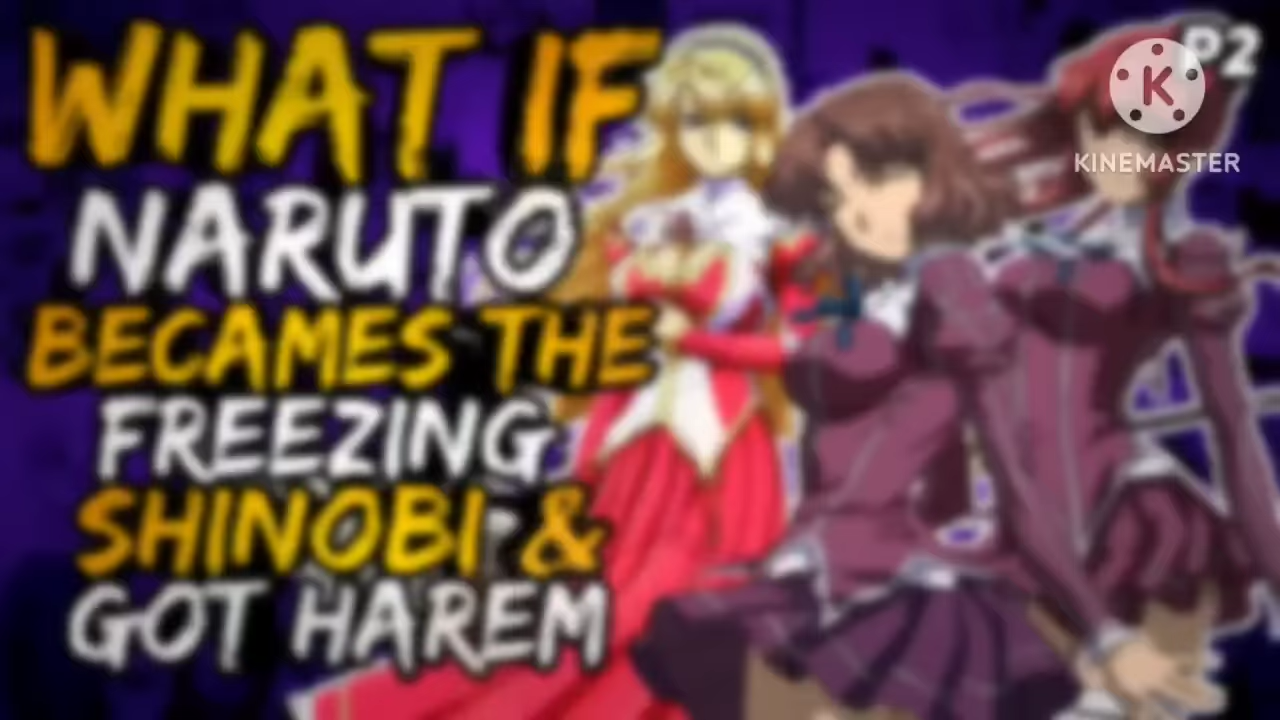 WHAT IF
NARUTO
BECAMES THE
FREEZING
SHINOBI &
GOT HAREM
P2
K
KINEMASTER